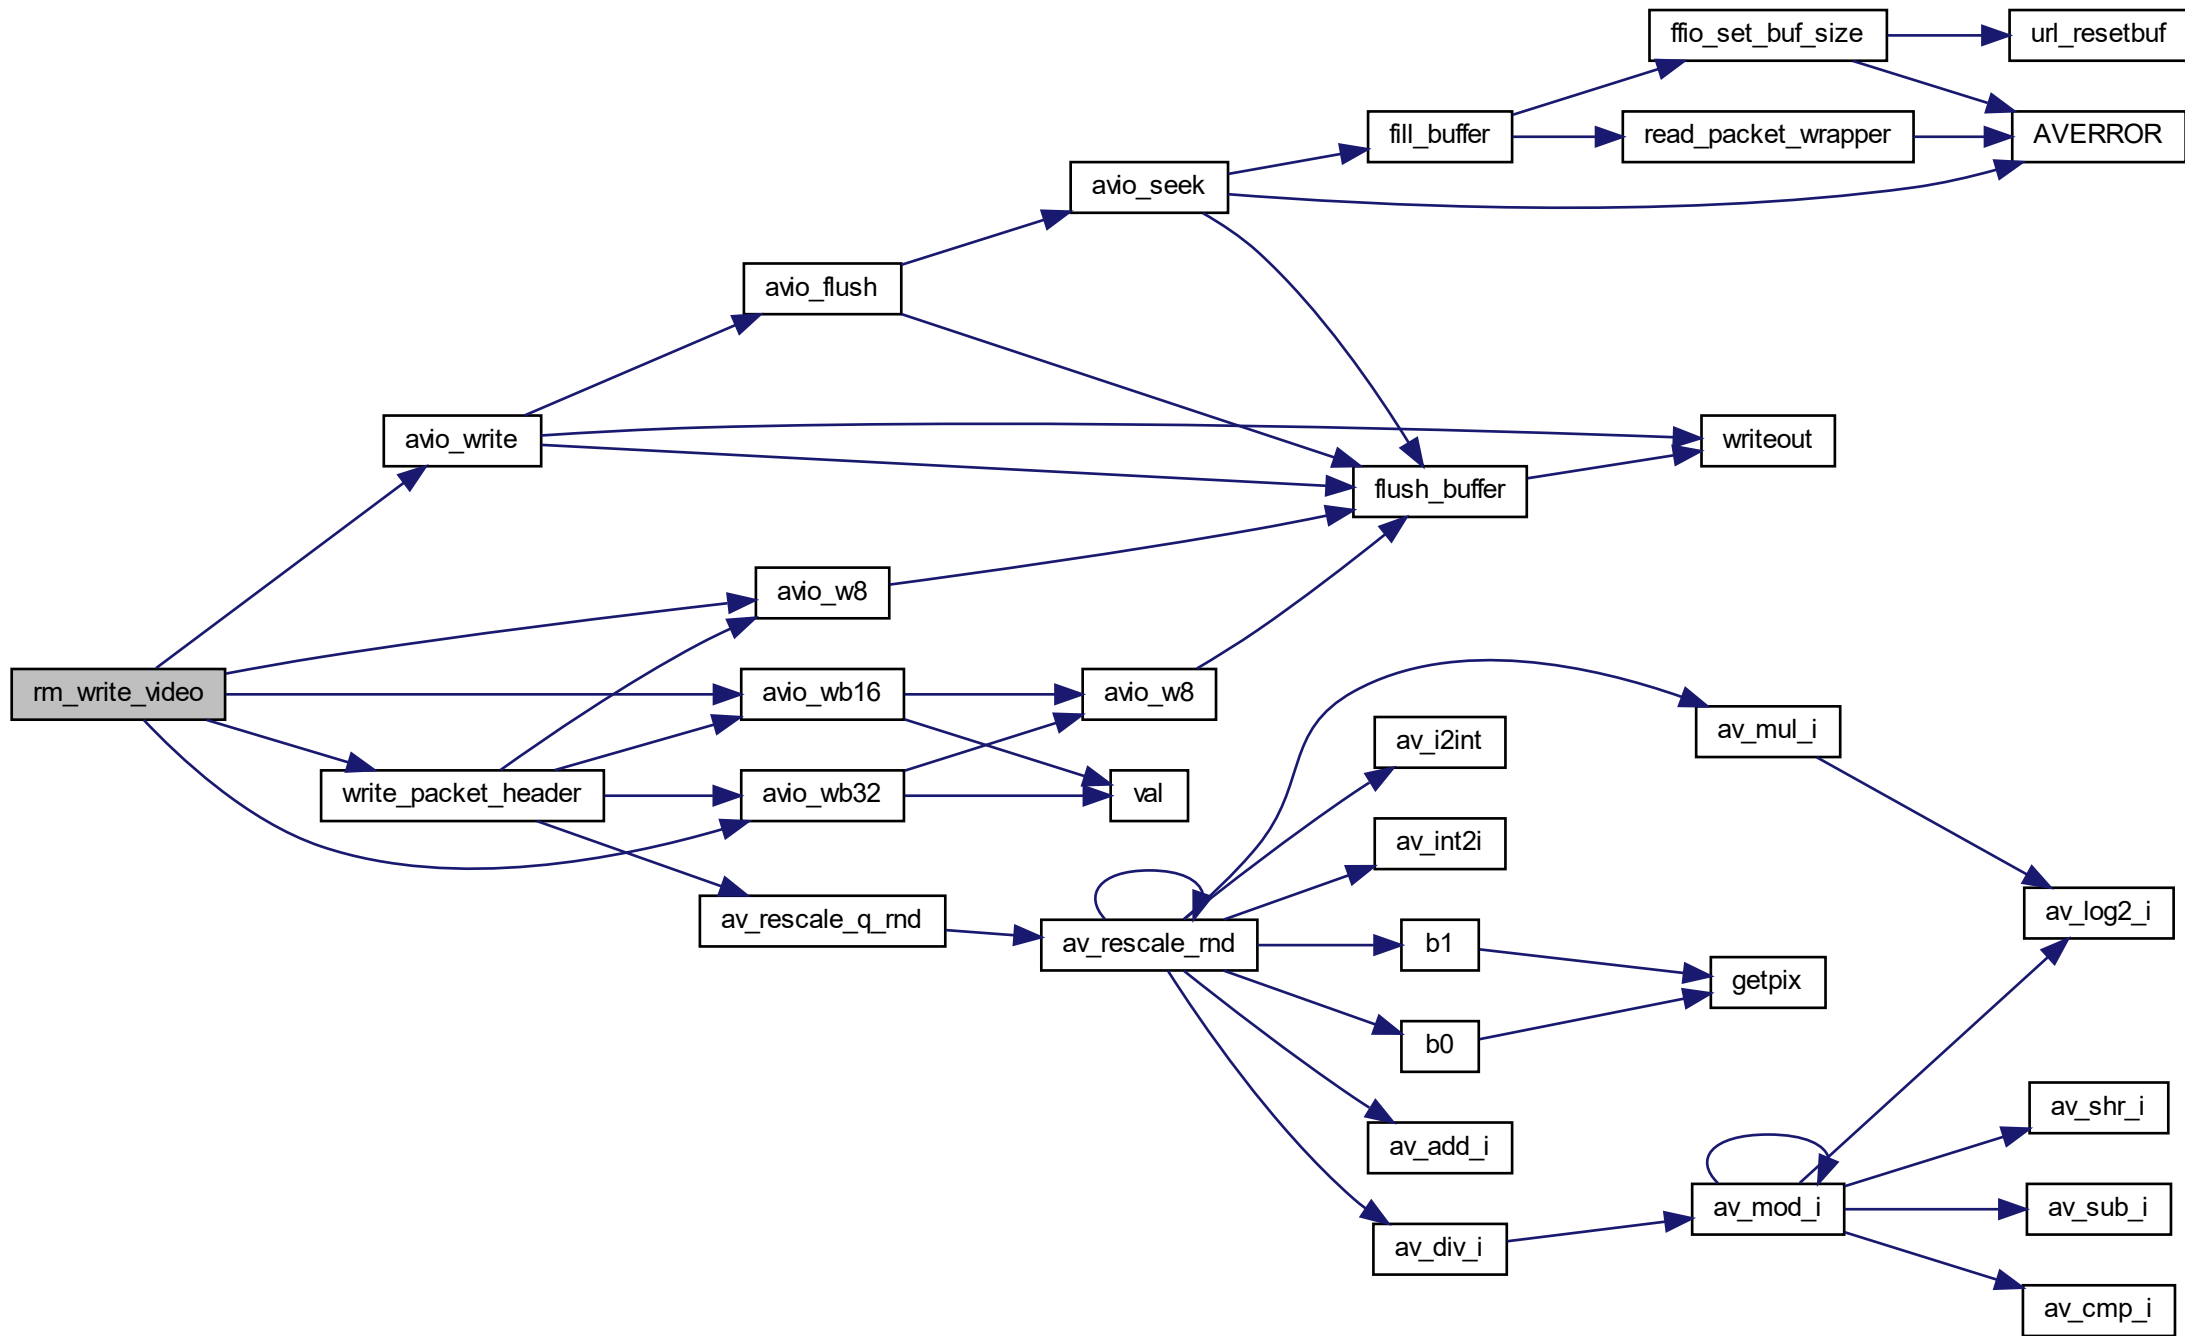 ffio_set_buf_size
url_resetbuf
fill_buffer
read_packet_wrapper
AVERROR
avio_seek
avio_flush
avio_write
writeout
flush_buffer
avio_w8
rm_write_video
avio_wb16
avio_w8
av_mul_i
av_i2int
write_packet_header
avio_wb32
val
av_int2i
av_rescale_q_rnd
av_rescale_rnd
b1
av_log2_i
getpix
b0
av_add_i
av_shr_i
av_mod_i
av_sub_i
av_div_i
av_cmp_i